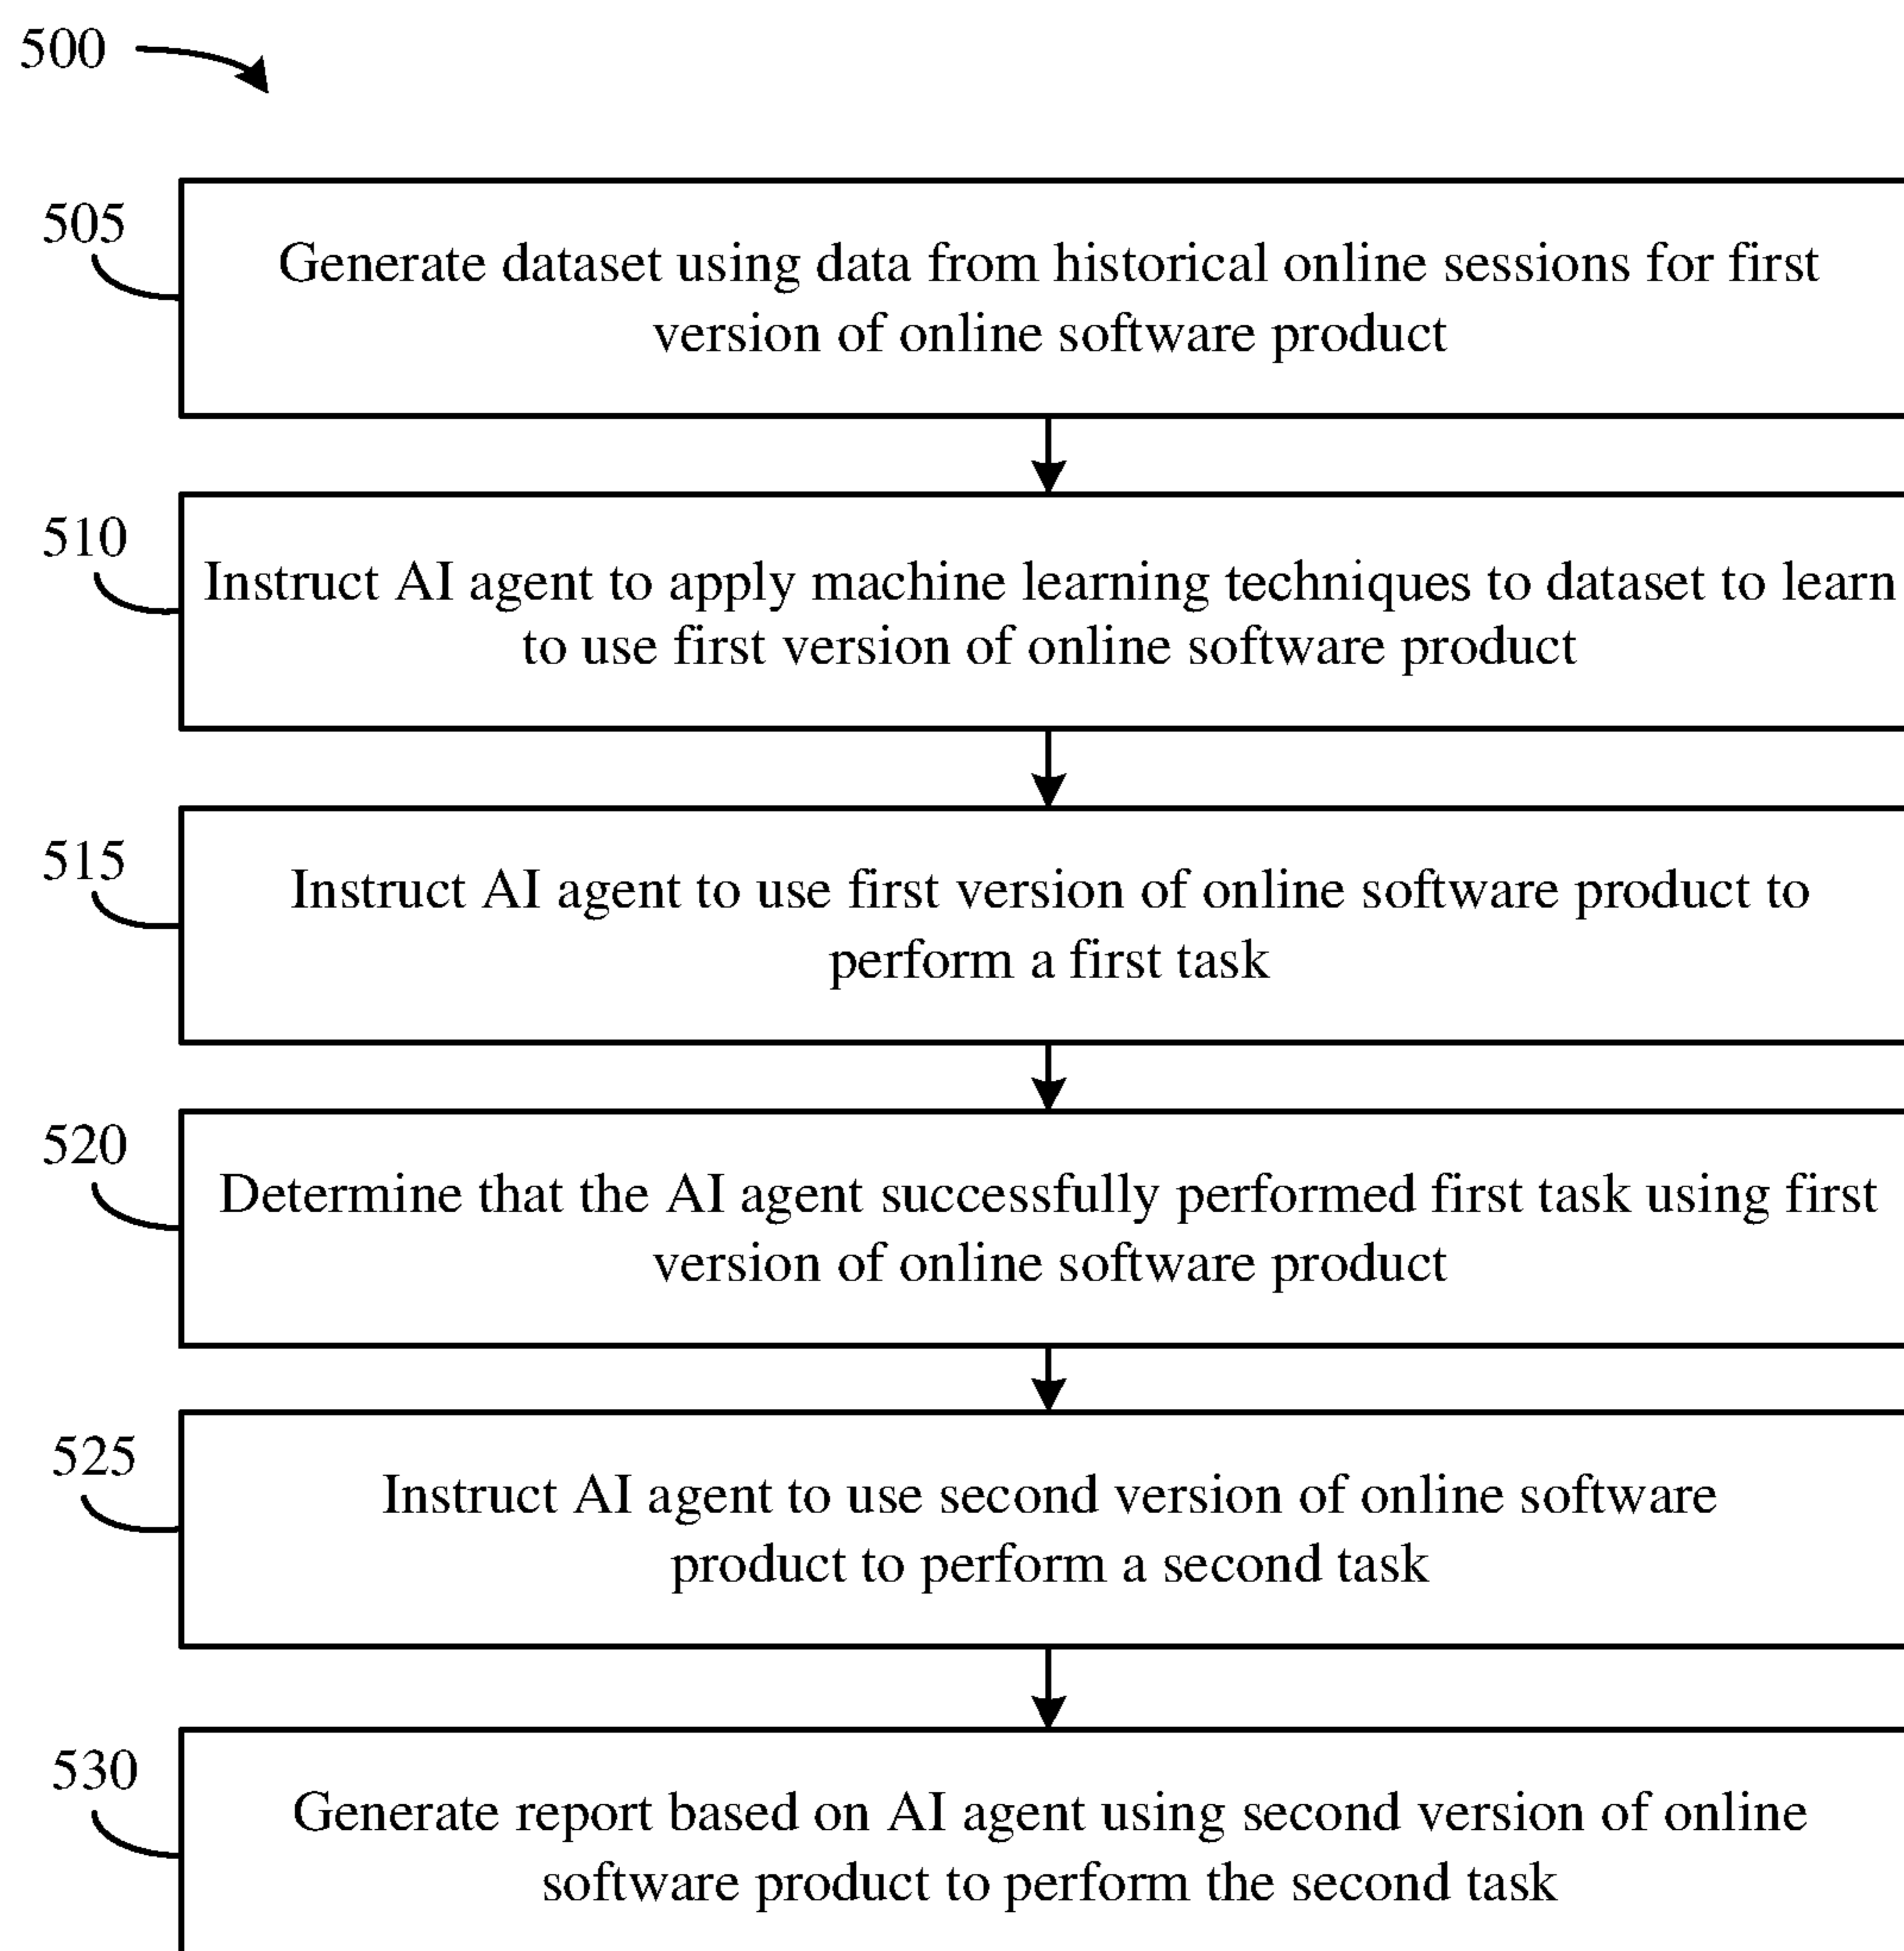 500
505
Generate dataset using data from historical online sessions for first
version of online software product
510
Instruct AI agent to apply machine learning techniques to dataset to learn
to use first version of online software product
515
Instruct AI agent to use first version of online software product to
perform a first task
520
Determine that the AI agent successfully performed first task using first
version of online software product
525
Instruct AI agent to use second version of online software
product to perform a second task
530
Generate report based on AI agent using second version of online
software product to perform the second task